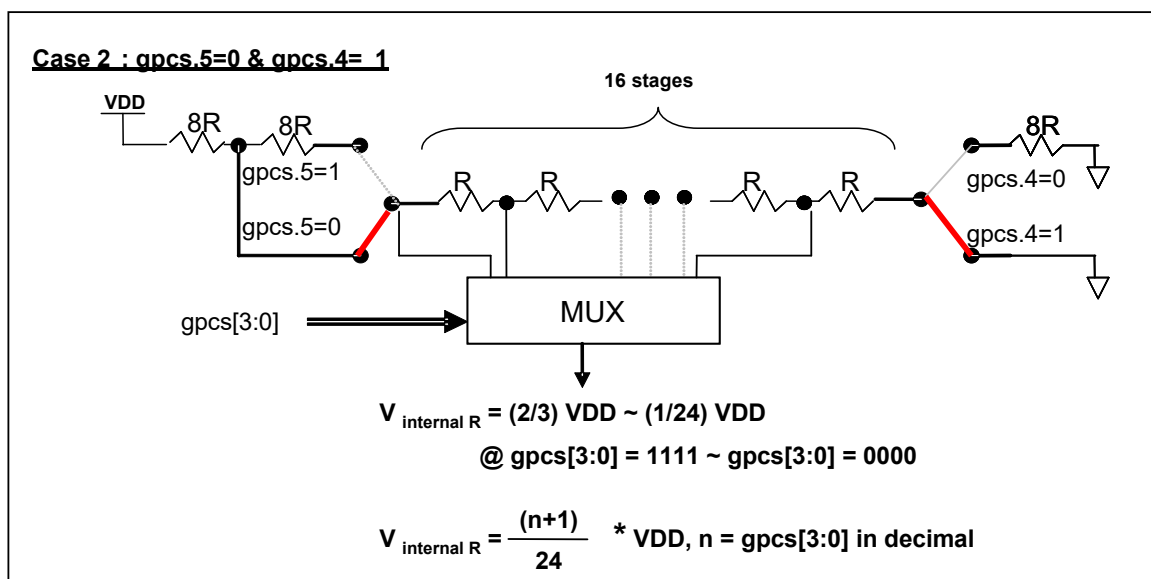 Case 2 : gpcs.5=0 & gpcs.4= 1
16 stages
VDD
8R
8R
8R
gpcs.5=1
R
R
R
R
gpcs.4=0
gpcs.5=0
gpcs.4=1
MUX
gpcs[3:0]
V internal R = (2/3) VDD ~ (1/24) VDD
@ gpcs[3:0] = 1111 ~ gpcs[3:0] = 0000
V internal R = (n+1) / 24 * VDD, n = gpcs[3:0] in decimal